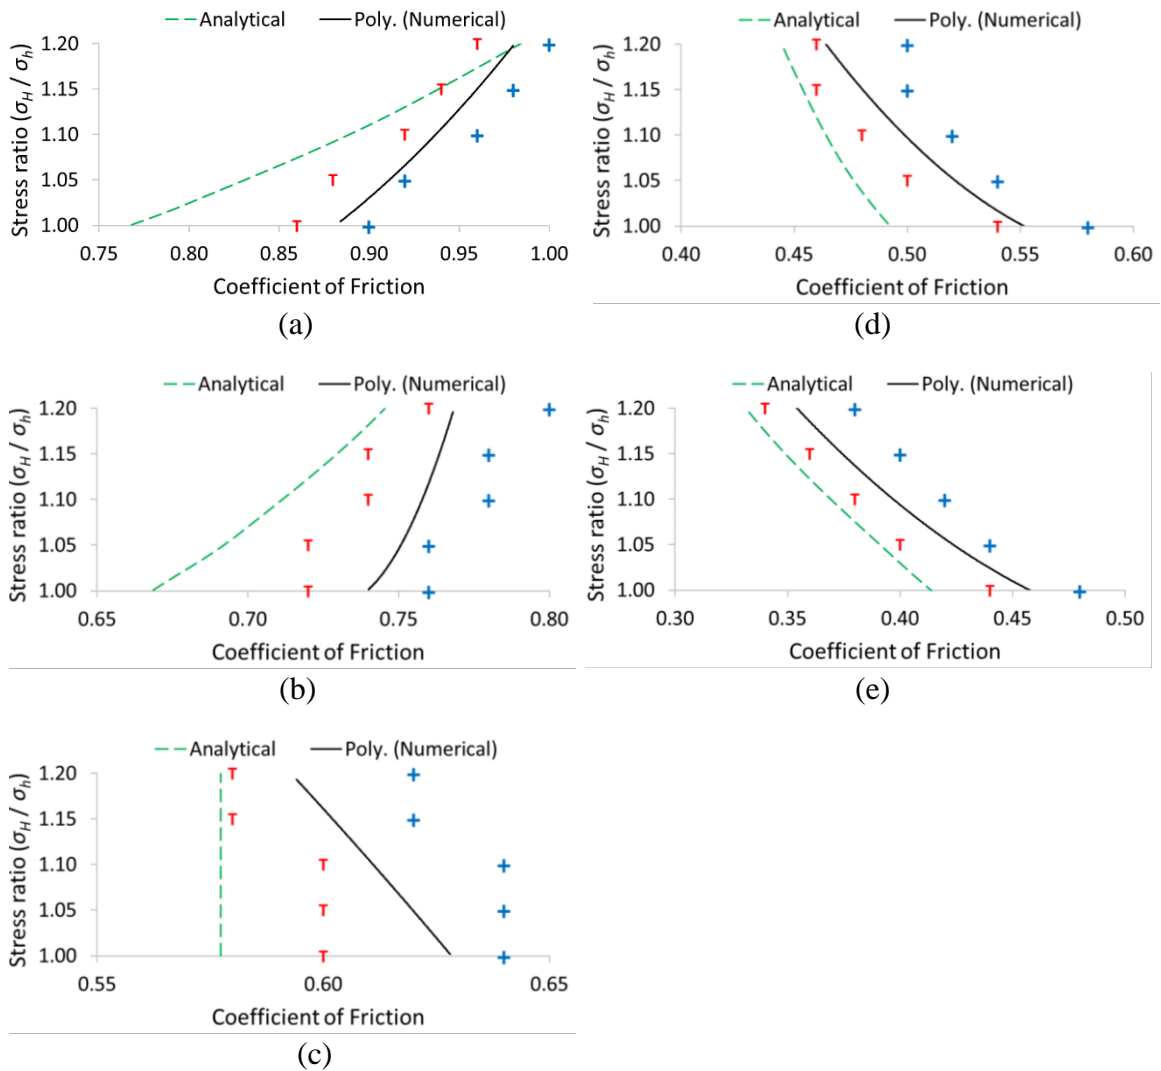 Analytical Poly. (Numerical)
Stress ratio (σH / σh)
1.20
1.15
1.10
1.05
1.00
T
T
T
T
T
0.75 0.80 0.85 0.90 0.95 1.00
Coefficient of Friction
(a)
Analytical Poly. (Numerical)
Stress ratio (σH / σh)
1.20
1.15
1.10
1.05
1.00
T
T
T
T
T
0.40 0.45 0.50 0.55 0.60
Coefficient of Friction
(d)
Analytical Poly. (Numerical)
Stress ratio (σH / σh)
1.20
1.15
1.10
1.05
1.00
T
T
T
T
T
0.65 0.70 0.75 0.80
Coefficient of Friction
(b)
Analytical Poly. (Numerical)
Stress ratio (σH / σh)
1.20
1.15
1.10
1.05
1.00
T
T
T
T
T
0.30 0.35 0.40 0.45 0.50
Coefficient of Friction
(e)
Analytical Poly. (Numerical)
Stress ratio (σH / σh)
1.20
1.15
1.10
1.05
1.00
T
T
T
T
T
0.55 0.60 0.65
Coefficient of Friction
(c)